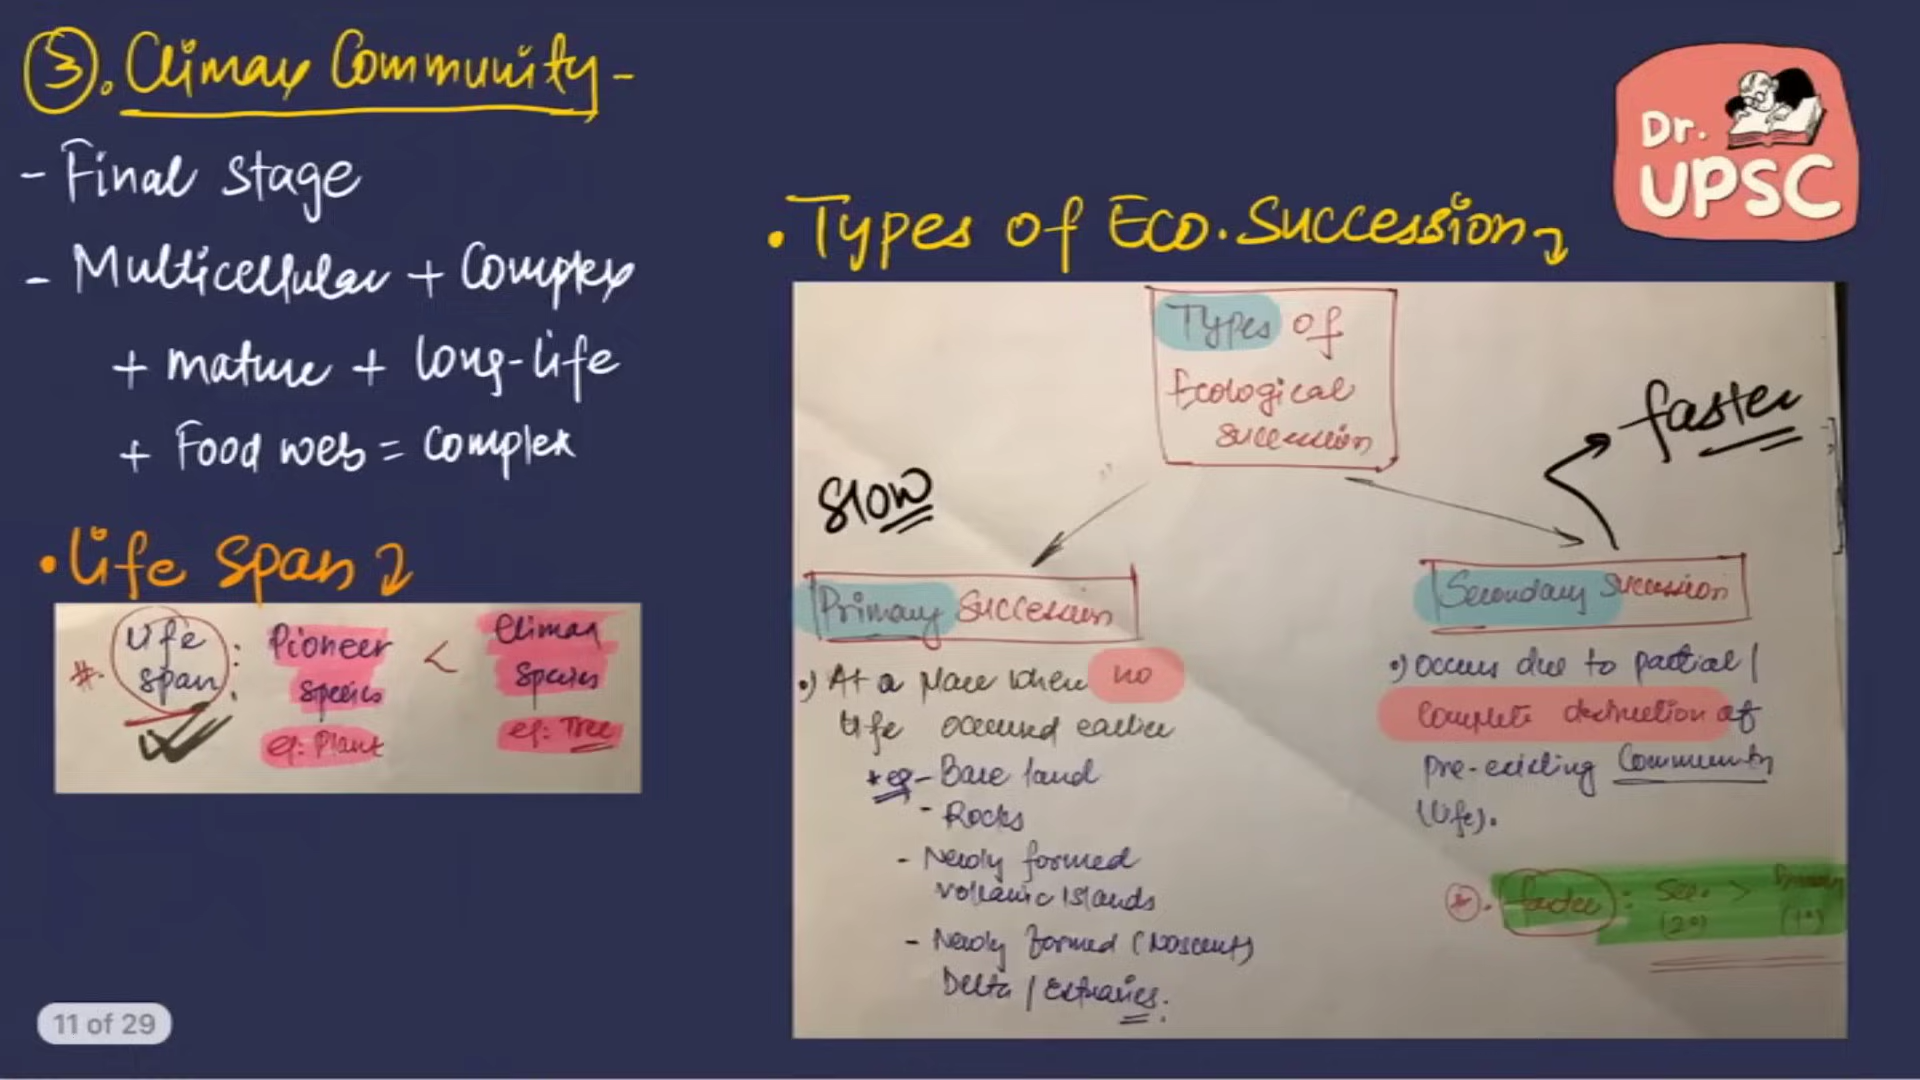 ③. Climax Community -
- Final stage
- Multicellular + Complex
+ mature + long-life
+ Food web = Complex
• Life Span
#. Life Span : Pioneer Species < Climax Species
eg: Plant
eg: Tree
11 of 29
Dr.
UPSC
• Types of Eco. Succession
Types of
Ecological
Succession
Slow
faster
Primary Succession
•) At a place where no
life occured earlier
* eg - Bare land
- Rocks
- Newly formed
Volcanic Islands
- Newly formed (Nascent)
Delta / Estuaries.
Secondary Succession
•) Occurs due to partial /
Complete destruction of
pre-existing Community
(life).
*. faster : Sec. > Primary
(2°) (1°)